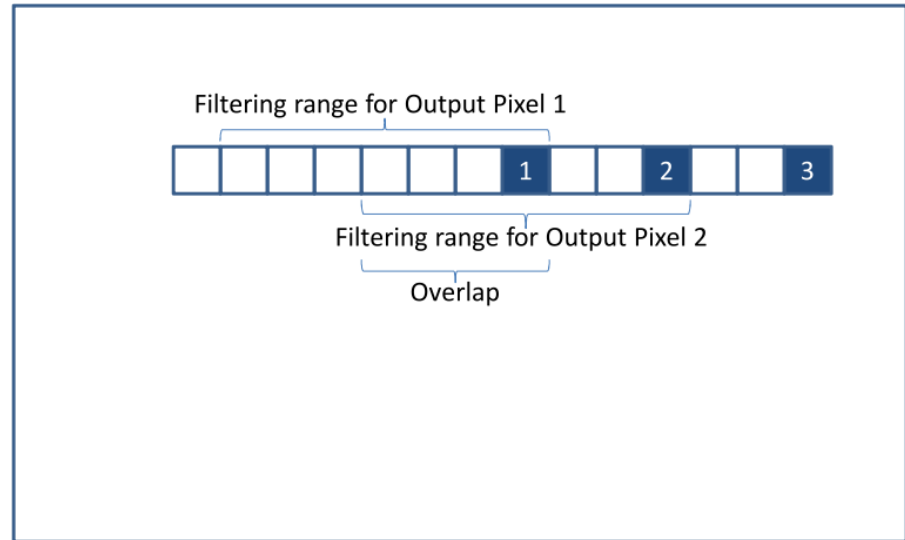 Filtering range for Output Pixel 1
1 2 3
Filtering range for Output Pixel 2
Overlap